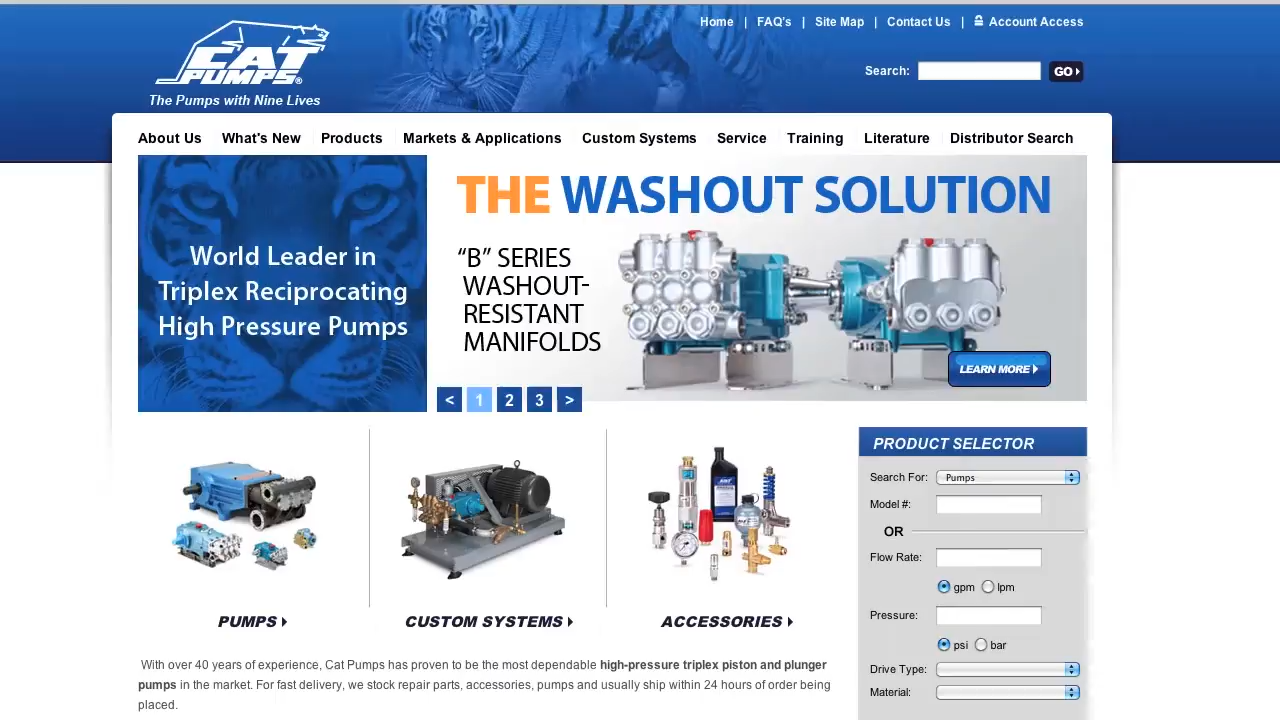 Home | FAQ's | Site Map | Contact Us | Account Access
CAT
PUMPS®
The Pumps with Nine Lives
Search: GO
About Us What's New Products Markets & Applications Custom Systems Service Training Literature Distributor Search
World Leader in
Triplex Reciprocating
High Pressure Pumps
THE WASHOUT SOLUTION
“B” SERIES
WASHOUT-
RESISTANT
MANIFOLDS
LEARN MORE
< 1 2 3 >
PUMPS
CUSTOM SYSTEMS
ACCESSORIES
With over 40 years of experience, Cat Pumps has proven to be the most dependable high-pressure triplex piston and plunger
pumps in the market. For fast delivery, we stock repair parts, accessories, pumps and usually ship within 24 hours of order being
placed.
PRODUCT SELECTOR
Search For: Pumps
Model #:
OR
Flow Rate:
gpm lpm
Pressure:
psi bar
Drive Type:
Material: